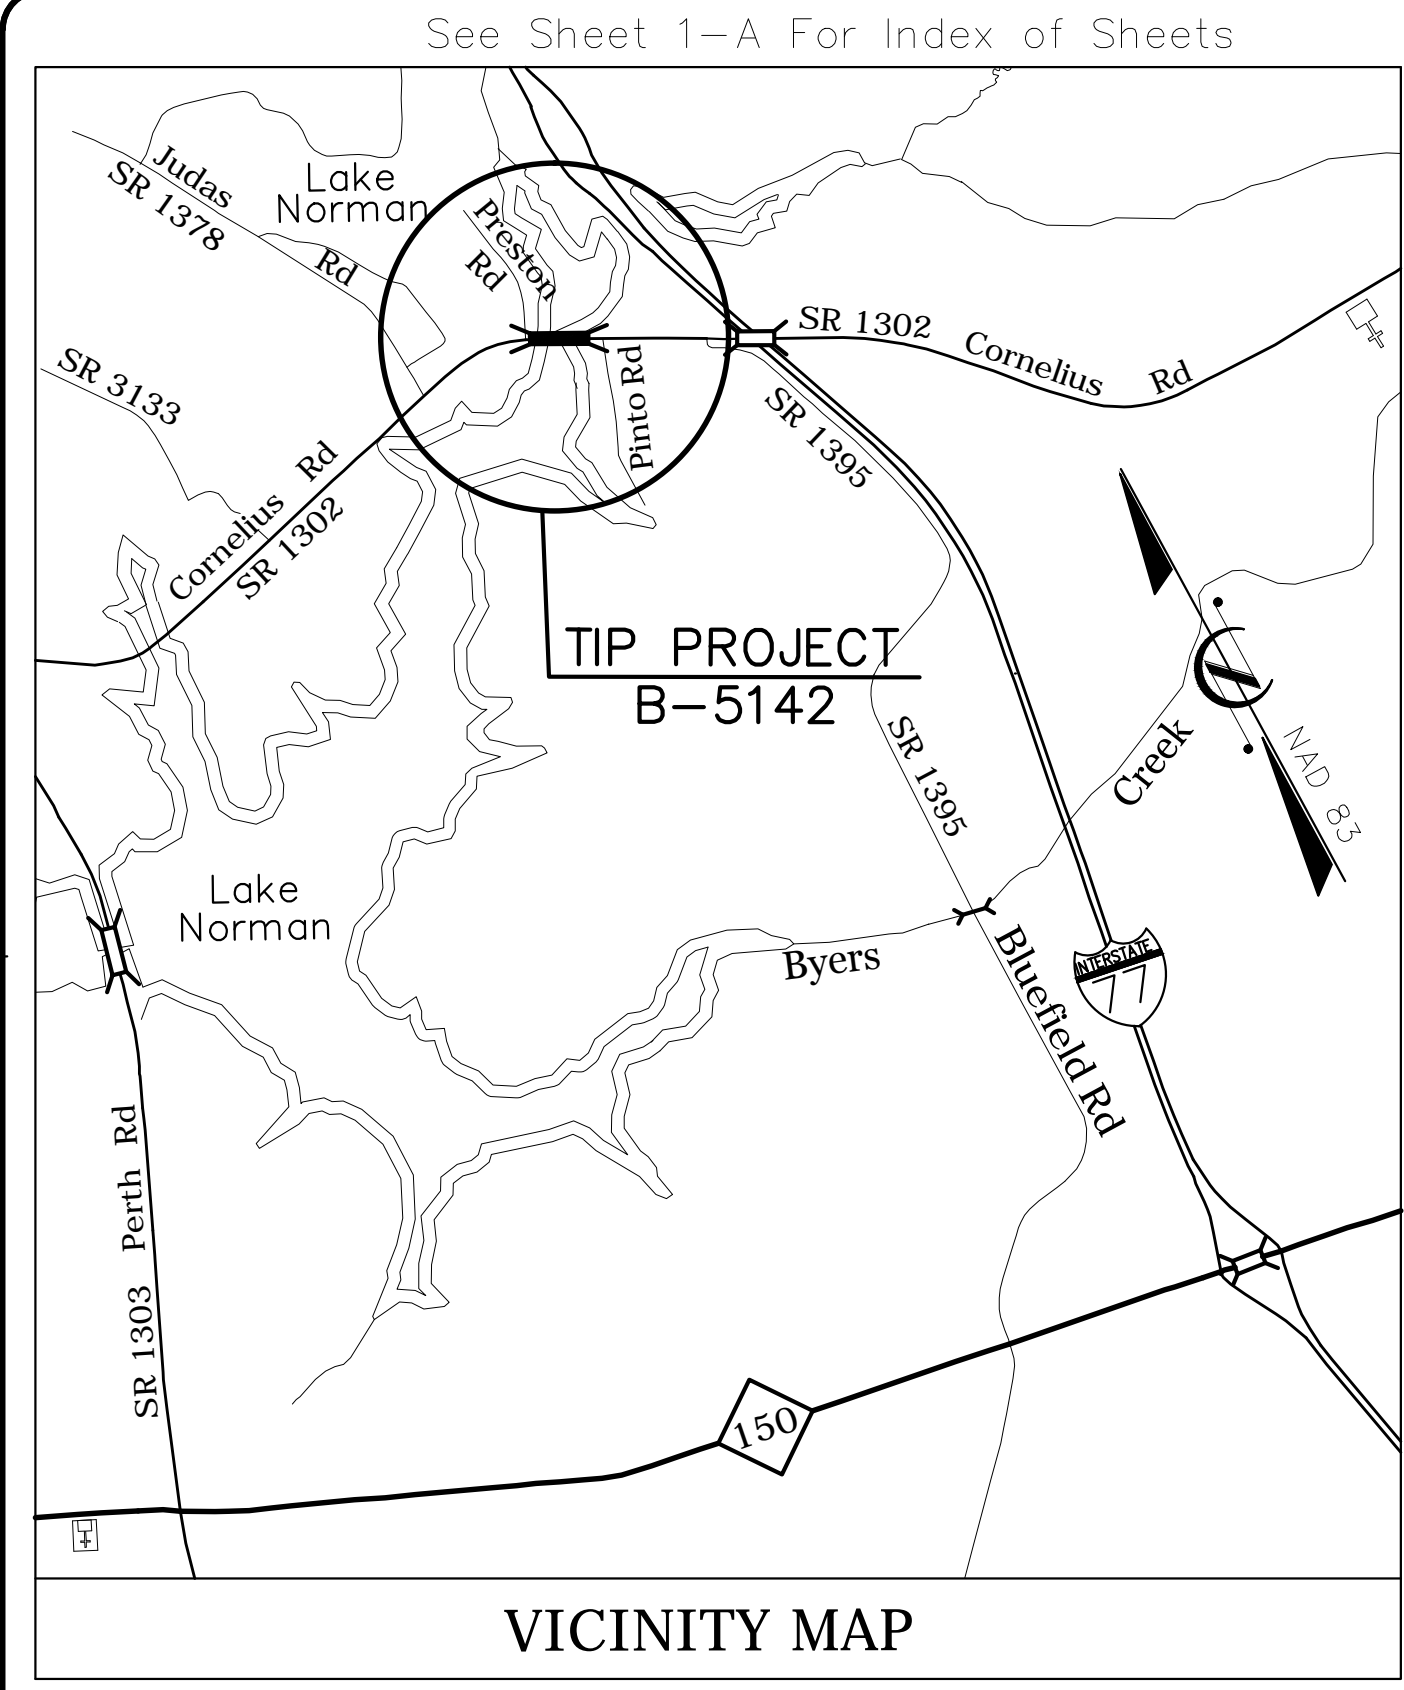 See Sheet 1-A For Index of Sheets
Judas
Rd
SR 1378
Lake
Norman
Preston
Rd
SR 1302
Cornelius
Rd
SR 3133
Pinto Rd
SR 1395
Cornelius
Rd
SR 1302
TIP PROJECT
B-5142
NAD 83
SR 1395
Creek
Lake
Norman
Byers
Bluefield Rd
INTERSTATE
77
SR 1303
Perth
Rd
150
VICINITY MAP